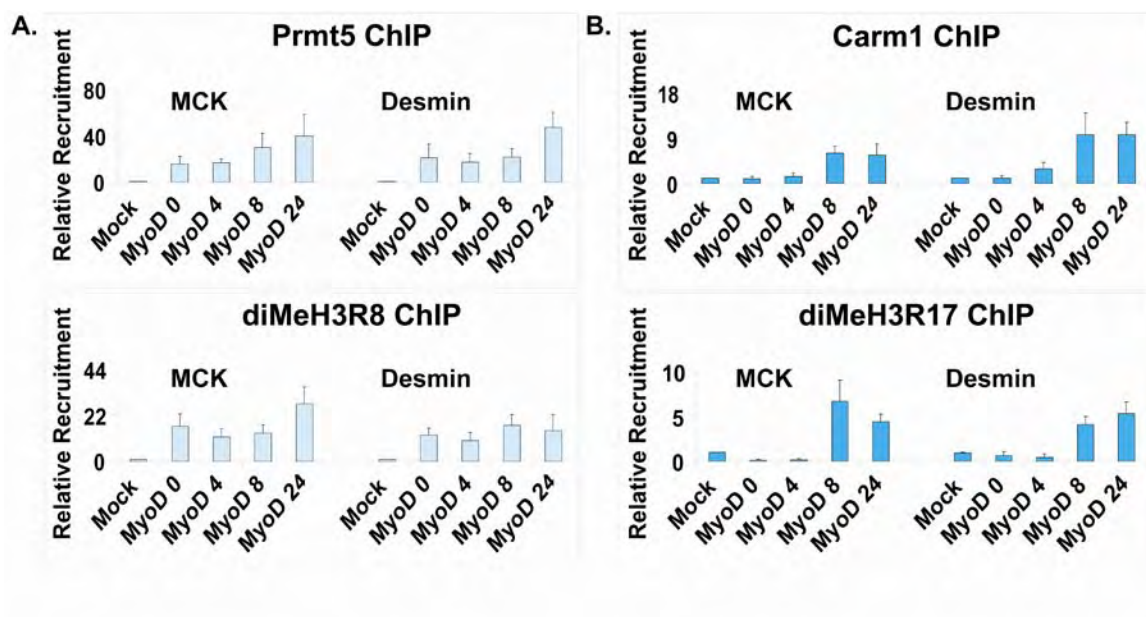 A.
Prmt5 ChIP
Relative Recruitment
80
40
0
MCK
Desmin
Mock
MyoD 0
MyoD 4
MyoD 8
MyoD 24
Mock
MyoD 0
MyoD 4
MyoD 8
MyoD 24
diMeH3R8 ChIP
Relative Recruitment
44
22
0
MCK
Desmin
Mock
MyoD 0
MyoD 4
MyoD 8
MyoD 24
Mock
MyoD 0
MyoD 4
MyoD 8
MyoD 24
B.
Carm1 ChIP
Relative Recruitment
18
9
0
MCK
Desmin
Mock
MyoD 0
MyoD 4
MyoD 8
MyoD 24
Mock
MyoD 0
MyoD 4
MyoD 8
MyoD 24
diMeH3R17 ChIP
Relative Recruitment
10
5
0
MCK
Desmin
Mock
MyoD 0
MyoD 4
MyoD 8
MyoD 24
Mock
MyoD 0
MyoD 4
MyoD 8
MyoD 24